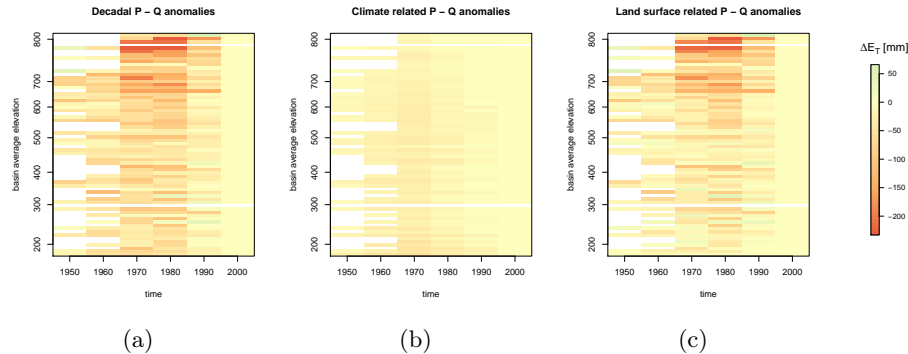 Decadal P − Q anomalies
basin average elevation
800
700
600
500
400
300
200
1950 1960 1970 1980 1990 2000
time
(a)
Climate related P − Q anomalies
basin average elevation
800
700
600
500
400
300
200
1950 1960 1970 1980 1990 2000
time
(b)
Land surface related P − Q anomalies
basin average elevation
800
700
600
500
400
300
200
1950 1960 1970 1980 1990 2000
time
(c)
ΔE_T [mm]
50
0
−50
−100
−150
−200